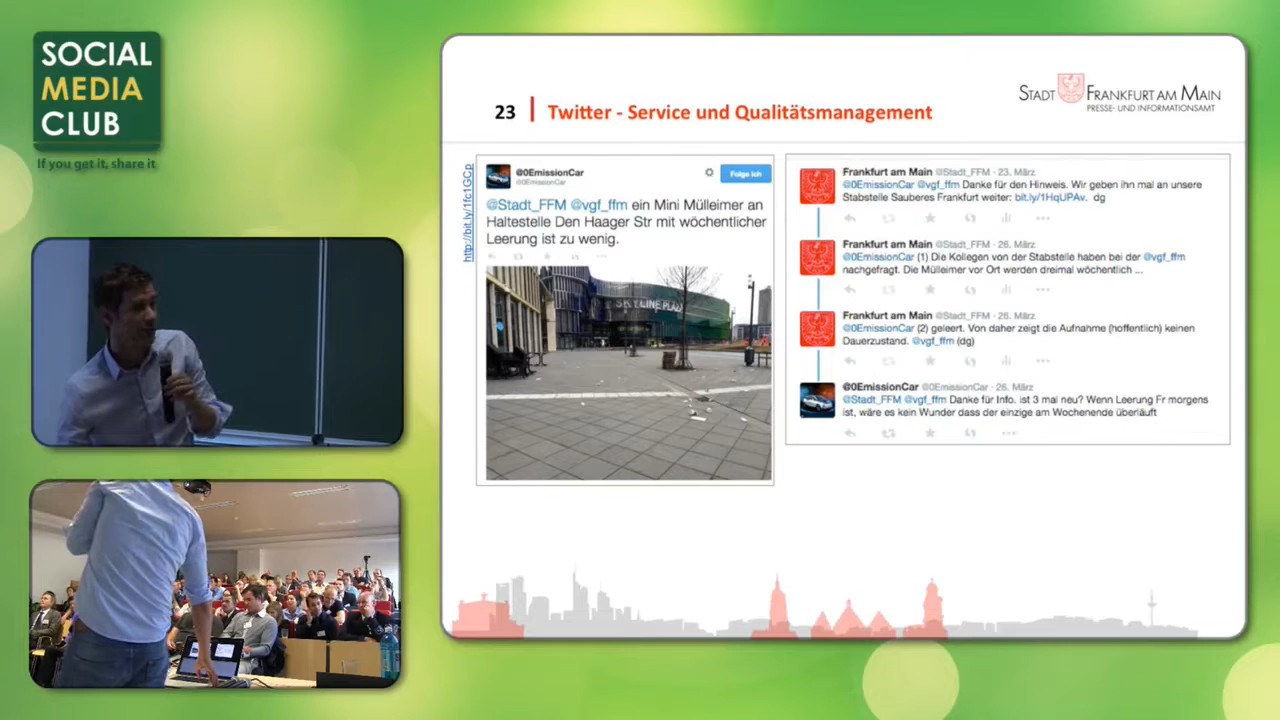 SOCIAL
MEDIA
CLUB
If you get it, share it
23 Twitter - Service und Qualitätsmanagement
STADT FRANKFURT AM MAIN
PRESSE- UND INFORMATIONSAMT
http://bit.ly/1fc1GCp
@0EmissionCar
@0EmissionCar
Folge ich
@Stadt_FFM @vgf_ffm ein Mini Mülleimer an
Haltestelle Den Haager Str mit wöchentlicher
Leerung ist zu wenig.
SKYLINE PLAZA
Frankfurt am Main @Stadt_FFM · 23. März
@0EmissionCar @vgf_ffm Danke für den Hinweis. Wir geben ihn mal an unsere
Stabstelle Sauberes Frankfurt weiter: bit.ly/1HqUPAv. dg
Frankfurt am Main @Stadt_FFM · 26. März
@0EmissionCar (1) Die Kollegen von der Stabstelle haben bei der @vgf_ffm
nachgefragt. Die Mülleimer vor Ort werden dreimal wöchentlich ...
Frankfurt am Main @Stadt_FFM · 26. März
@0EmissionCar (2) geleert. Von daher zeigt die Aufnahme (hoffentlich) keinen
Dauerzustand. @vgf_ffm (dg)
@0EmissionCar @0EmissionCar · 26. März
@Stadt_FFM @vgf_ffm Danke für Info. ist 3 mal neu? Wenn Leerung Fr morgens
ist, wäre es kein Wunder dass der einzige am Wochenende überläuft